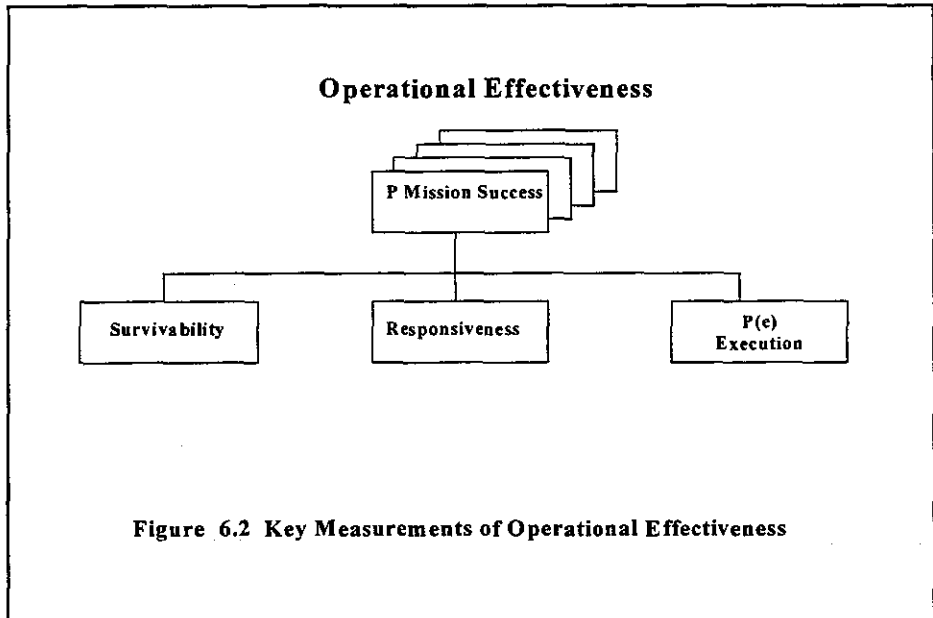 Operational Effectiveness
P Mission Success
Survivability
Responsiveness
P(e)
Execution
Figure 6.2 Key Measurements of Operational Effectiveness